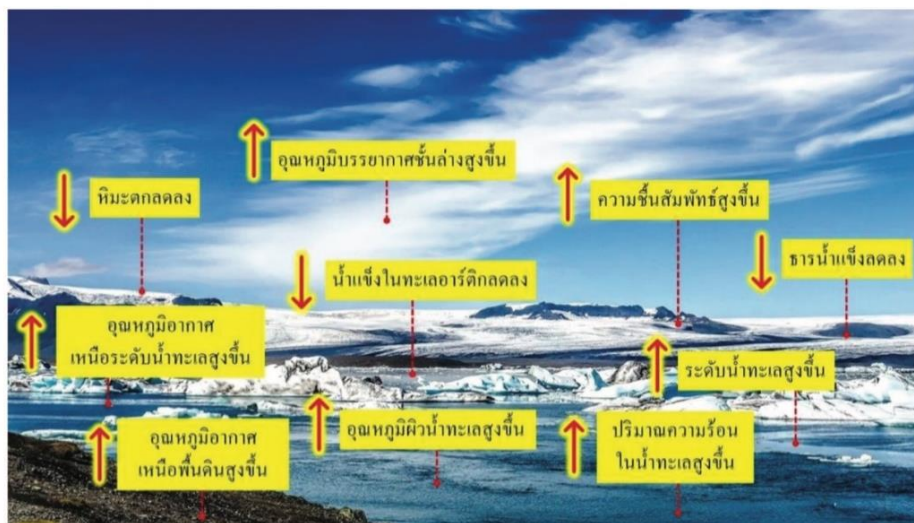 อุณหภูมิบรรยากาศชั้นล่างสูงขึ้น
หิมะตกลดลง
ความชื้นสัมพัทธ์สูงขึ้น
ธารน้ำแข็งลดลง
น้ำแข็งในทะเลอาร์ติกลดลง
อุณหภูมิอากาศ
เหนือระดับน้ำทะเลสูงขึ้น
ระดับน้ำทะเลสูงขึ้น
อุณหภูมิผิวน้ำทะเลสูงขึ้น
ปริมาณความร้อน
ในน้ำทะเลสูงขึ้น
อุณหภูมิอากาศ
เหนือพื้นดินสูงขึ้น